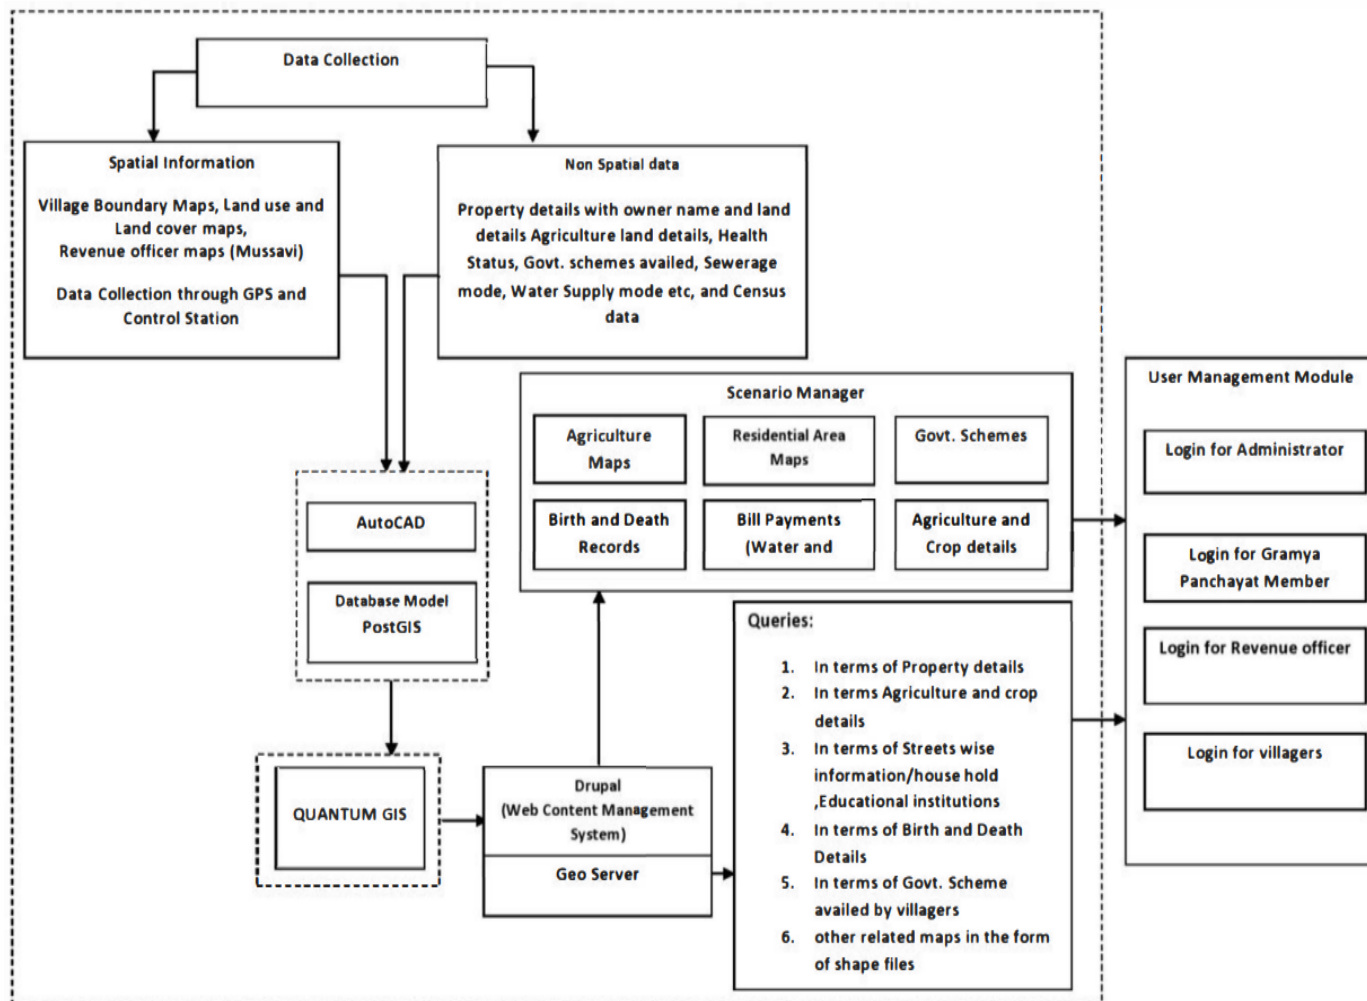 Data Collection
Spatial Information
Village Boundary Maps, Land use and
Land cover maps,
Revenue officer maps (Mussavi)
Data Collection through GPS and
Control Station
Non Spatial data
Property details with owner name and land
details Agriculture land details, Health
Status, Govt. schemes availed, Sewerage
mode, Water Supply mode etc, and Census
data
AutoCAD
Database Model
PostGIS
QUANTUM GIS
Drupal
(Web Content Management
System)
Geo Server
Scenario Manager
Agriculture
Maps
Residential Area
Maps
Govt. Schemes
Birth and Death
Records
Bill Payments
(Water and
Agriculture and
Crop details
Queries:
1. In terms of Property details
2. In terms Agriculture and crop
details
3. In terms of Streets wise
information/house hold
,Educational institutions
4. In terms of Birth and Death
Details
5. In terms of Govt. Scheme
availed by villagers
6. other related maps in the form
of shape files
User Management Module
Login for Administrator
Login for Gramya
Panchayat Member
Login for Revenue officer
Login for villagers